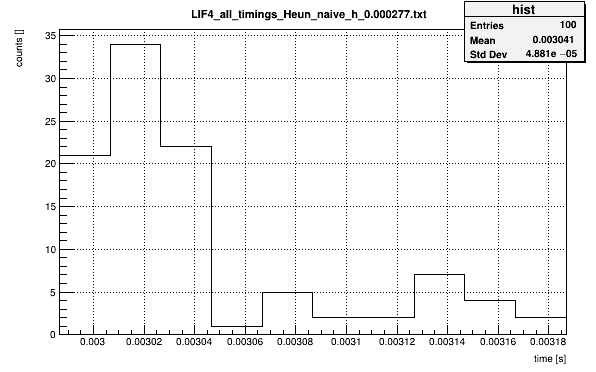 LIF4_all_timings_Heun_naive_h_0.000277.txt
hist
Entries 100
Mean 0.003041
Std Dev 4.881e −05
counts []
35
30
25
20
15
10
5
0
0.003 0.00302 0.00304 0.00306 0.00308 0.0031 0.00312 0.00314 0.00316 0.00318
time [s]